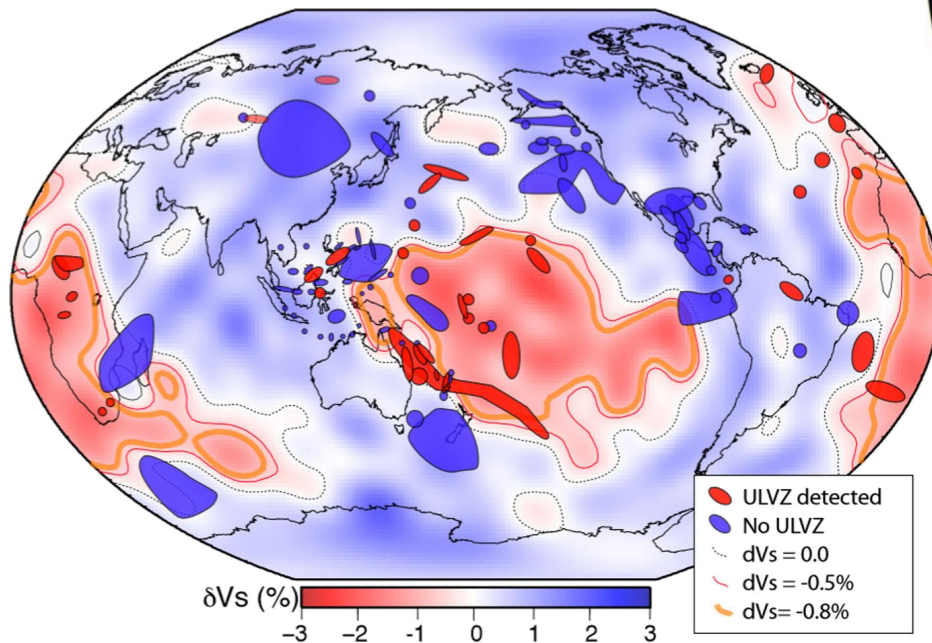 ULVZ detected
No ULVZ
dVs = 0.0
dVs = -0.5%
dVs= -0.8%
δVs (%)
−3 −2 -1 0 1 2 3